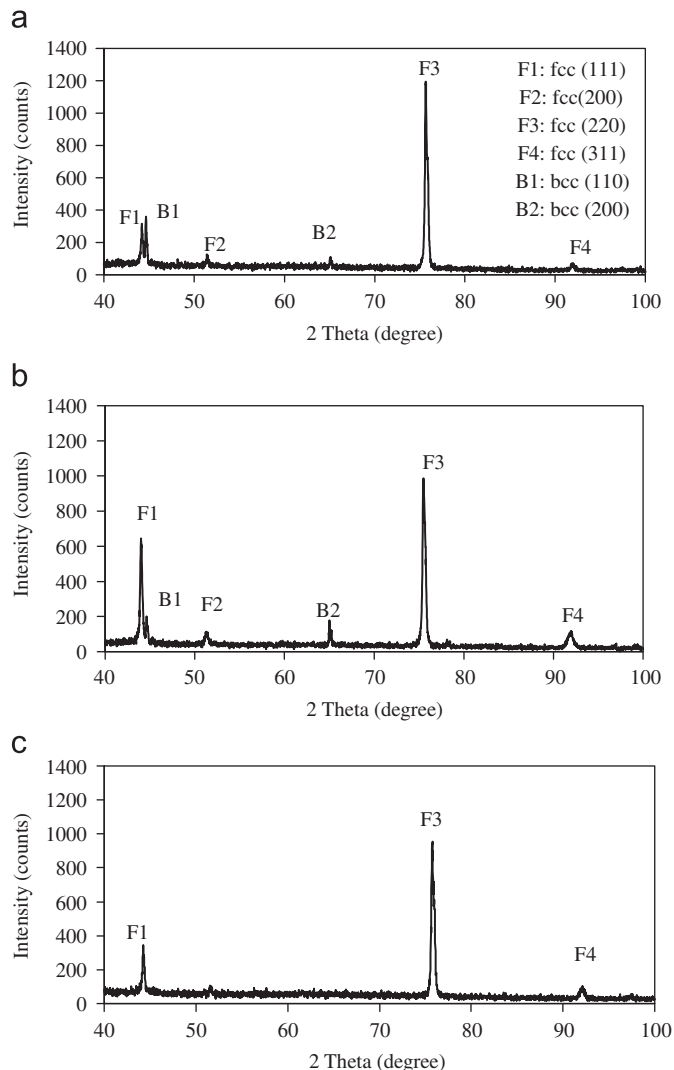 a
1400
1200
1000
800
600
400
200
0
Intensity (counts)
F1
B1
F2
B2
F3
F4
F1: fcc (111)
F2: fcc(200)
F3: fcc (220)
F4: fcc (311)
B1: bcc (110)
B2: bcc (200)
40 50 60 70 80 90 100
2 Theta (degree)
b
1400
1200
1000
800
600
400
200
0
Intensity (counts)
F1
B1
F2
B2
F3
F4
40 50 60 70 80 90 100
2 Theta (degree)
c
1400
1200
1000
800
600
400
200
0
Intensity (counts)
F1
F3
F4
40 50 60 70 80 90 100
2 Theta (degree)